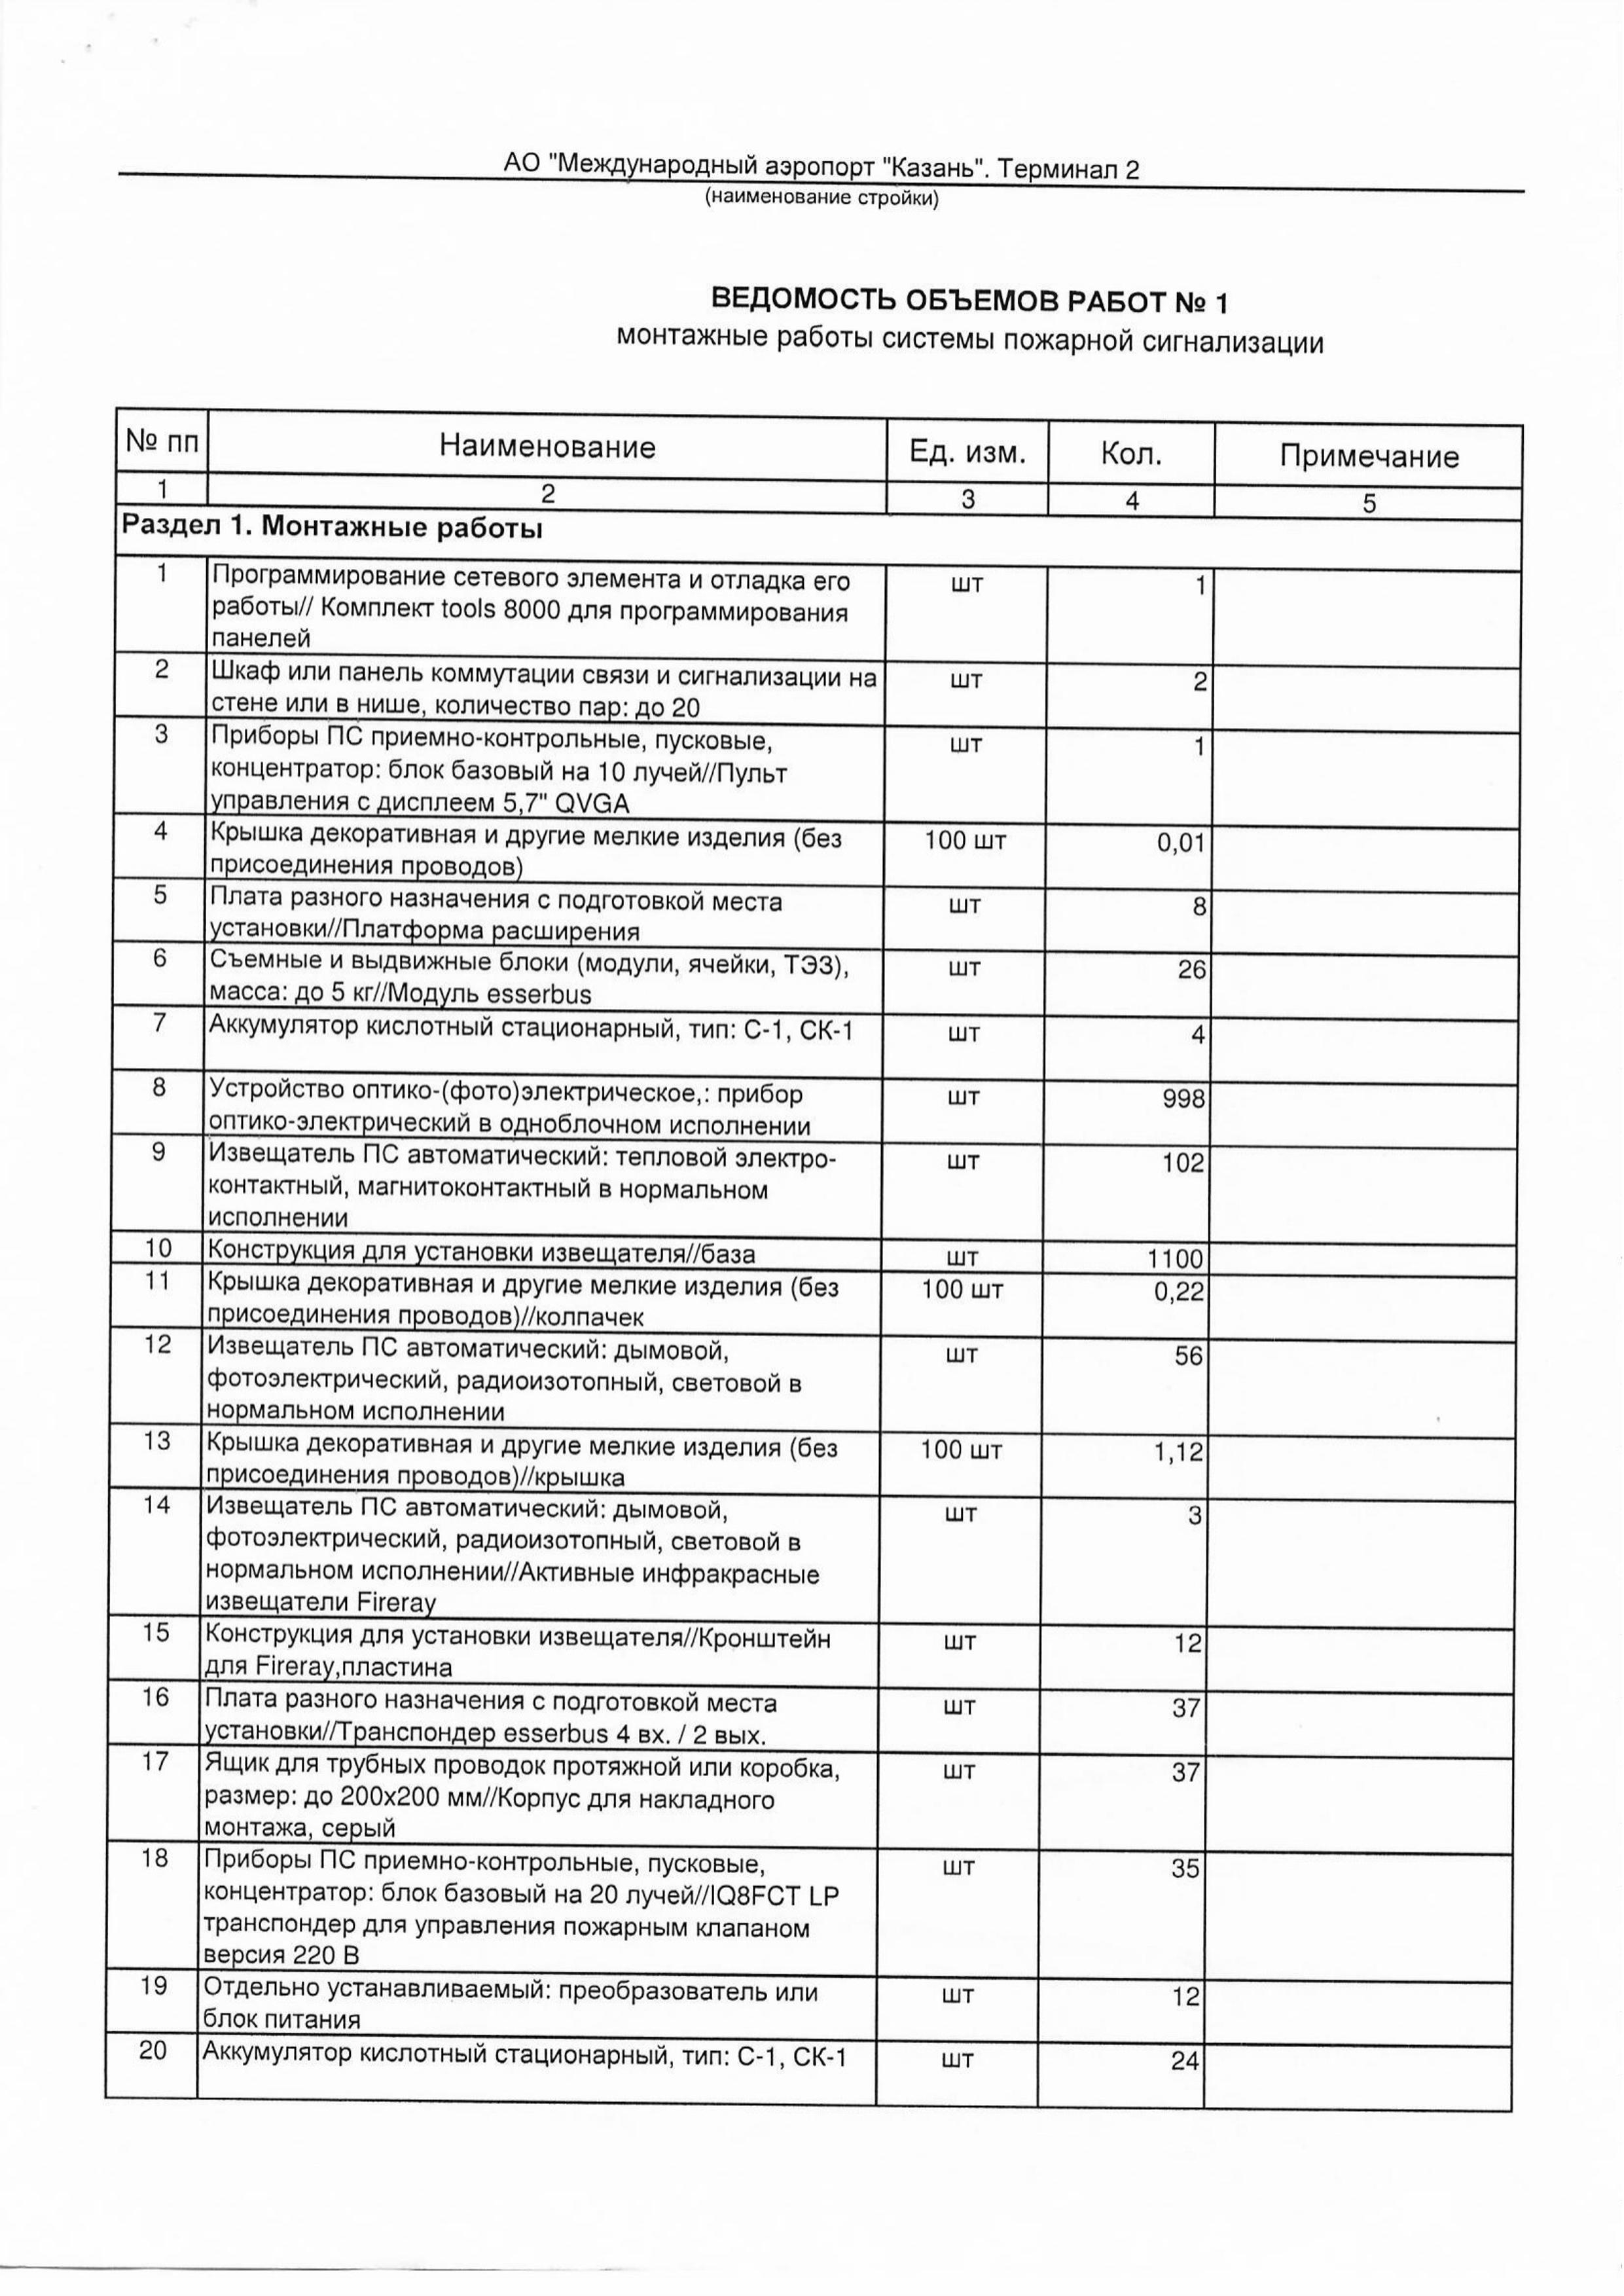 АО "Международный аэропорт "Казань". Терминал 2
(наименование стройки)
ВЕДОМОСТЬ ОБЪЕМОВ РАБОТ № 1
монтажные работы системы пожарной сигнализации
№ пп Наименование Ед. изм. Кол. Примечание
1 2 3 4 5
Раздел 1. Монтажные работы
1 Программирование сетевого элемента и отладка его шт 1
работы// Комплект tools 8000 для программирования
панелей
2 Шкаф или панель коммутации связи и сигнализации на шт 2
стене или в нише, количество пар: до 20
3 Приборы ПС приемно-контрольные, пусковые, шт 1
концентратор: блок базовый на 10 лучей//Пульт
управления с дисплеем 5,7" QVGA
4 Крышка декоративная и другие мелкие изделия (без 100 шт 0,01
присоединения проводов)
5 Плата разного назначения с подготовкой места шт 8
установки//Платформа расширения
6 Съемные и выдвижные блоки (модули, ячейки, ТЭЗ), шт 26
масса: до 5 кг//Модуль esserbus
7 Аккумулятор кислотный стационарный, тип: С-1, СК-1 шт 4
8 Устройство оптико-(фото)электрическое,: прибор шт 998
оптико-электрический в одноблочном исполнении
9 Извещатель ПС автоматический: тепловой электро- шт 102
контактный, магнитоконтактный в нормальном
исполнении
10 Конструкция для установки извещателя//база шт 1100
11 Крышка декоративная и другие мелкие изделия (без 100 шт 0,22
присоединения проводов)//колпачек
12 Извещатель ПС автоматический: дымовой, шт 56
фотоэлектрический, радиоизотопный, световой в
нормальном исполнении
13 Крышка декоративная и другие мелкие изделия (без 100 шт 1,12
присоединения проводов)//крышка
14 Извещатель ПС автоматический: дымовой, шт 3
фотоэлектрический, радиоизотопный, световой в
нормальном исполнении//Активные инфракрасные
извещатели Fireray
15 Конструкция для установки извещателя//Кронштейн шт 12
для Fireray,пластина
16 Плата разного назначения с подготовкой места шт 37
установки//Транспондер esserbus 4 вх. / 2 вых.
17 Ящик для трубных проводок протяжной или коробка, шт 37
размер: до 200х200 мм//Корпус для накладного
монтажа, серый
18 Приборы ПС приемно-контрольные, пусковые, шт 35
концентратор: блок базовый на 20 лучей//IQ8FCT LP
транспондер для управления пожарным клапаном
версия 220 В
19 Отдельно устанавливаемый: преобразователь или шт 12
блок питания
20 Аккумулятор кислотный стационарный, тип: С-1, СК-1 шт 24